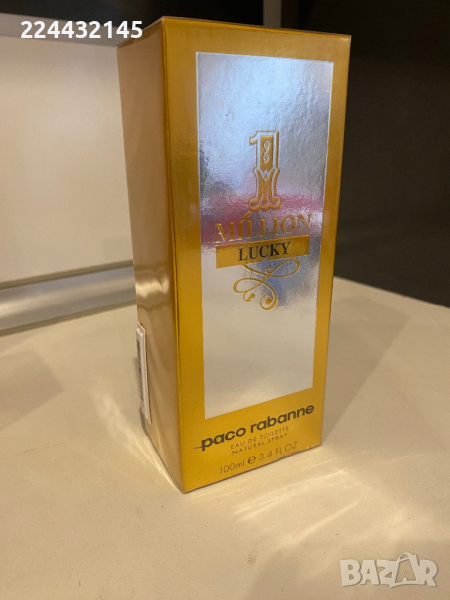 224432145
1
MILLION
LUCKY
paco rabanne
EAU DE TOILETTE
NATURAL SPRAY
100ml e 3.4 FL OZ
BAZAR